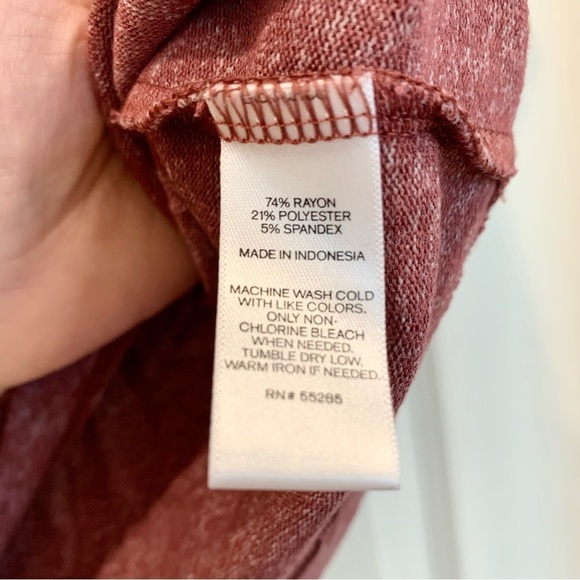 74% RAYON
21% POLYESTER
5% SPANDEX
MADE IN INDONESIA
MACHINE WASH COLD
WITH LIKE COLORS,
ONLY NON-
CHLORINE BLEACH
WHEN NEEDED,
TUMBLE DRY LOW,
WARM IRON IF NEEDED.
RN# 55285